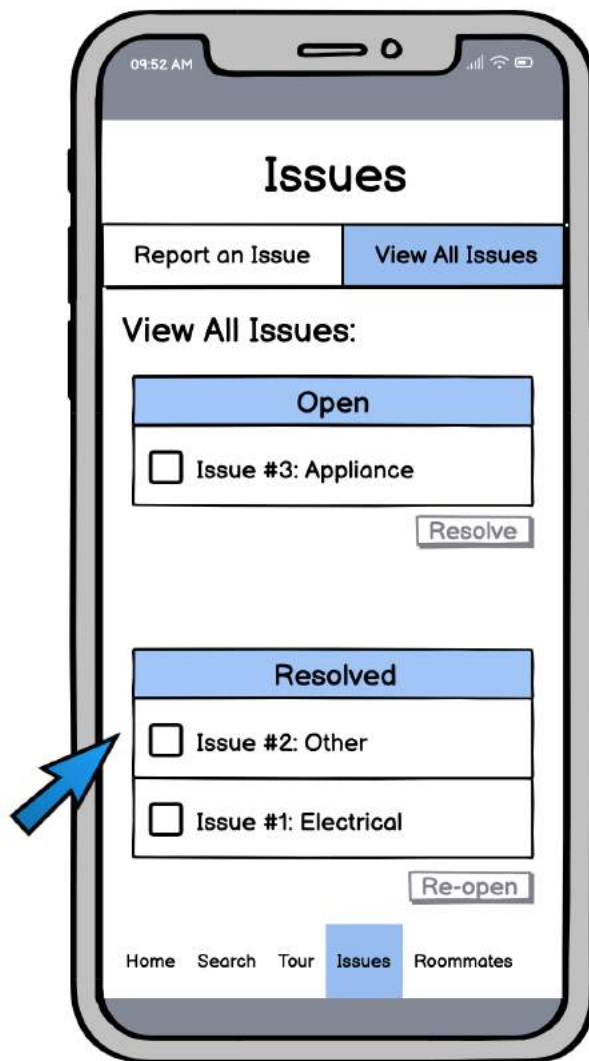 09:52 AM
Issues
Report an Issue View All Issues
View All Issues:
Open
Issue #3: Appliance
Resolve
Resolved
Issue #2: Other
Issue #1: Electrical
Re-open
Home Search Tour Issues Roommates